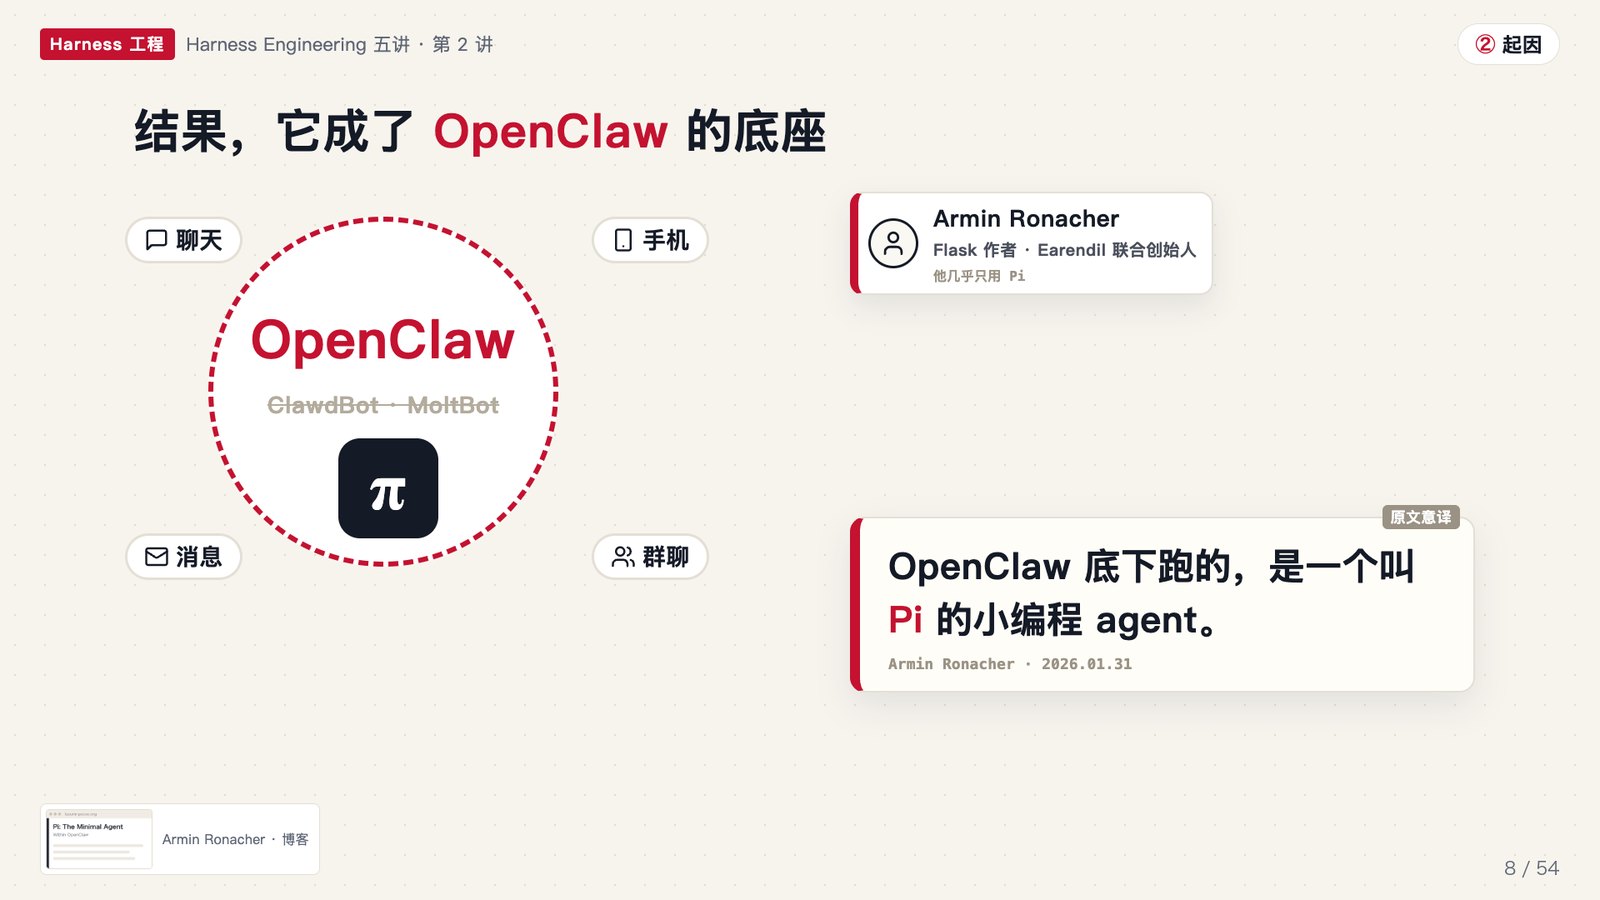 Harness 工程
Harness Engineering 五讲 · 第 2 讲
② 起因
结果，它成了 OpenClaw 的底座
聊天
手机
OpenClaw
ClawdBot · MoltBot
π
消息
群聊
Armin Ronacher
Flask 作者 · Earendil 联合创始人
他几乎只用 Pi
原文意译
OpenClaw 底下跑的，是一个叫
Pi 的小编程 agent。
Armin Ronacher · 2026.01.31
Pi: The Minimal Agent
Within OpenClaw
Armin Ronacher · 博客
8 / 54